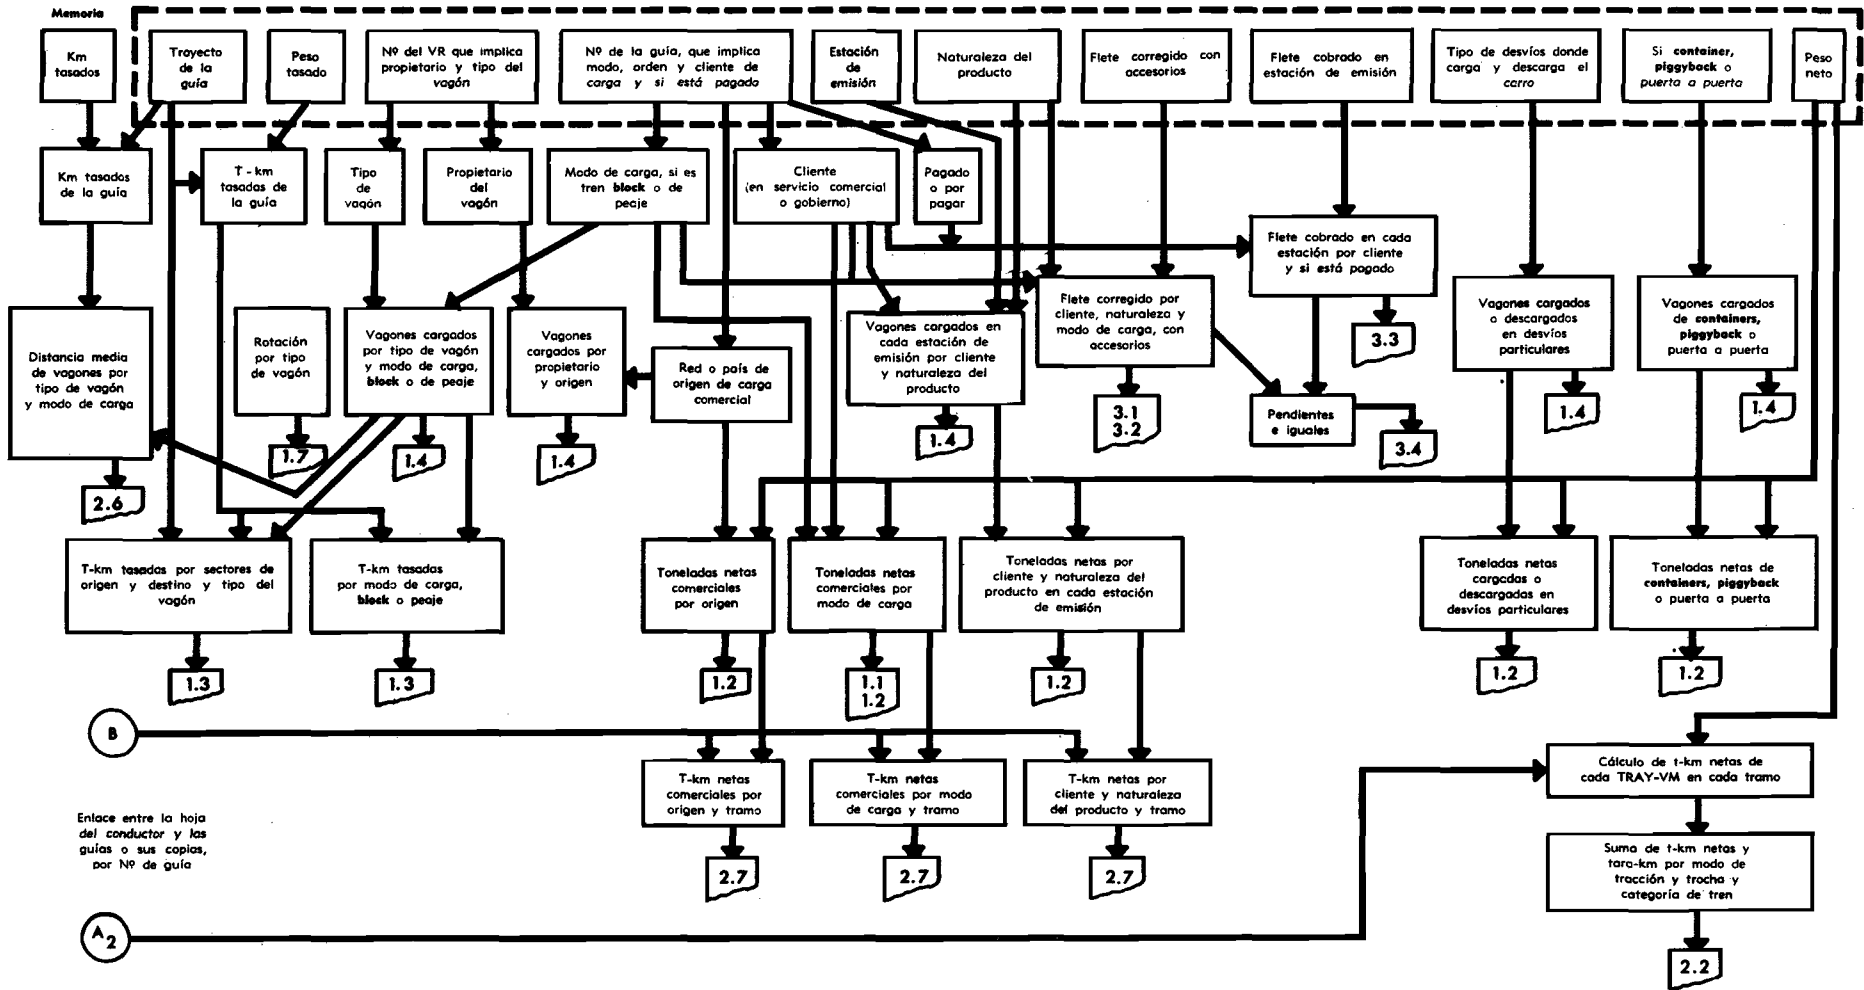 Memoria
Km
tasados
Trayecto
de la
guía
Peso
tasado
Nº del VR que implica
propietario y tipo del
vagón
Nº de la guía, que implica
modo, orden y cliente de
carga y si está pagado
Estación
de
emisión
Naturaleza del
producto
Flete corregido con
accesorios
Flete cobrado en
estación de emisión
Tipo de desvíos donde
carga y descarga el
carro
Si container,
piggyback o
puerta a puerta
Peso
neto
Km tasados
de la guía
T - km
tasadas de
la guía
Tipo
de
vagón
Propietario
del
vagón
Modo de carga, si es
tren block o de
peaje
Cliente
(en servicio comercial
o gobierno)
Pagado
o por
pagar
Flete cobrado en cada
estación por cliente
y si está pagado
Distancia media
de vagones por
tipo de vagón
y modo de carga
Rotación
por tipo
de vagón
Vagones cargados
por tipo de vagón
y modo de carga,
block o de peaje
Vagones
cargados por
propietario
y origen
Red o país de
origen de carga
comercial
Vagones cargados en
cada estación de
emisión por cliente
y naturaleza del
producto
Flete corregido por
cliente, naturaleza y
modo de carga, con
accesorios
Vagones cargados
o descargados
en desvíos
particulares
Vagones cargados
de containers,
piggyback o
puerta a puerta
3.3
Pendientes
e iguales
2.6
1.7
1.4
1.4
1.4
3.1
3.2
3.4
1.4
1.4
T-km tasadas por sectores de
origen y destino y tipo del
vagón
T-km tasadas
por modo de carga,
block o peaje
Toneladas netas
comerciales
por origen
Toneladas netas
comerciales por
modo de carga
Toneladas netas por
cliente y naturaleza del
producto en cada estación
de emisión
Toneladas netas
cargadas o
descargadas en
desvíos particulares
Toneladas netas de
containers, piggyback
o puerta a puerta
1.3
1.3
1.2
1.1
1.2
1.2
1.2
1.2
B
T-km netas
comerciales por
origen y tramo
T-km netas
comerciales por modo
de carga y tramo
T-km netas por
cliente y naturaleza
del producto y tramo
Cálculo de t-km netas de
cada TRAY-VM en cada tramo
Enlace entre la hoja
del conductor y las
guías o sus copias,
por Nº de guía
2.7
2.7
2.7
Suma de t-km netas y
tara-km por modo de
tracción y trocha y
categoría de tren
A2
2.2